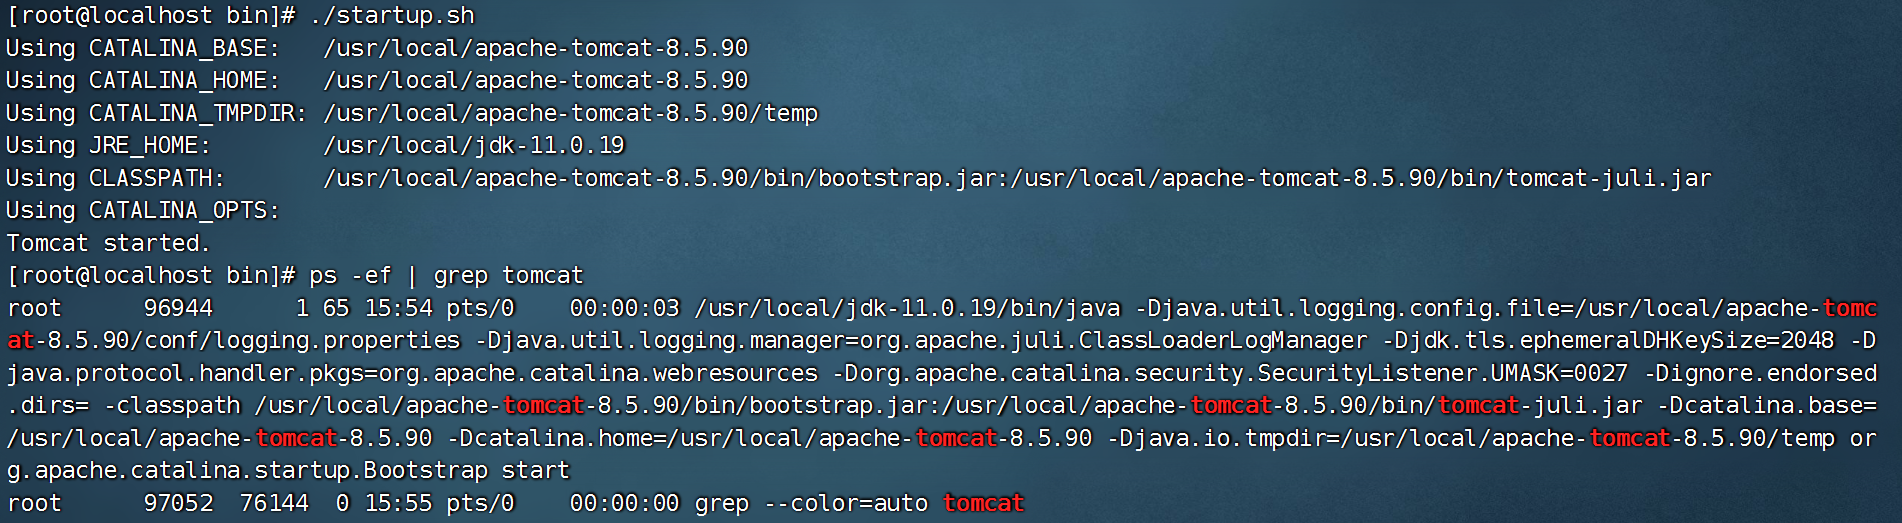 [root@localhost bin]# ./startup.sh
Using CATALINA_BASE:   /usr/local/apache-tomcat-8.5.90
Using CATALINA_HOME:   /usr/local/apache-tomcat-8.5.90
Using CATALINA_TMPDIR: /usr/local/apache-tomcat-8.5.90/temp
Using JRE_HOME:        /usr/local/jdk-11.0.19
Using CLASSPATH:       /usr/local/apache-tomcat-8.5.90/bin/bootstrap.jar:/usr/local/apache-tomcat-8.5.90/bin/tomcat-juli.jar
Using CATALINA_OPTS:
Tomcat started.
[root@localhost bin]# ps -ef | grep tomcat
root      96944      1 65 15:54 pts/0    00:00:03 /usr/local/jdk-11.0.19/bin/java -Djava.util.logging.config.file=/usr/local/apache-tomc
at-8.5.90/conf/logging.properties -Djava.util.logging.manager=org.apache.juli.ClassLoaderLogManager -Djdk.tls.ephemeralDHKeySize=2048 -D
java.protocol.handler.pkgs=org.apache.catalina.webresources -Dorg.apache.catalina.security.SecurityListener.UMASK=0027 -Dignore.endorsed
.dirs= -classpath /usr/local/apache-tomcat-8.5.90/bin/bootstrap.jar:/usr/local/apache-tomcat-8.5.90/bin/tomcat-juli.jar -Dcatalina.base=
/usr/local/apache-tomcat-8.5.90 -Dcatalina.home=/usr/local/apache-tomcat-8.5.90 -Djava.io.tmpdir=/usr/local/apache-tomcat-8.5.90/temp or
g.apache.catalina.startup.Bootstrap start
root      97052  76144  0 15:55 pts/0    00:00:00 grep --color=auto tomcat